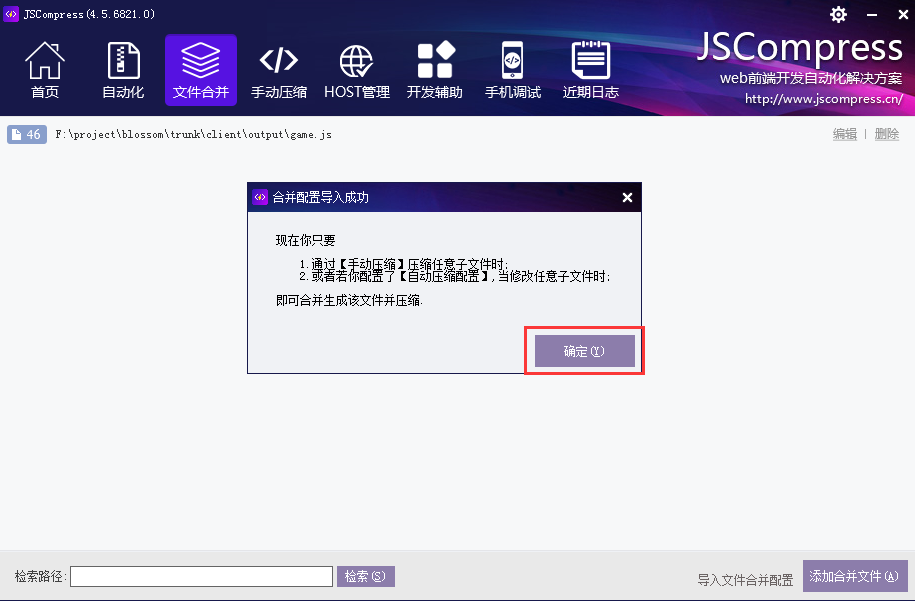 JSCompress(4.5.6821.0)
首页
自动化
文件合并
手动压缩
HOST管理
开发辅助
手机调试
近期日志
JSCompress
web前端开发自动化解决方案
http://www.jscompress.cn/
46 F:\project\blossom\trunk\client\output\game.js
编辑 | 删除
合并配置导入成功
现在你只要
1. 通过【手动压缩】压缩任意子文件时;
2. 或者若你配置了【自动压缩配置】,当修改任意子文件时;
即可合并生成该文件并压缩.
确定(Y)
检索路径:
检索(S)
导入文件合并配置
添加合并文件(A)